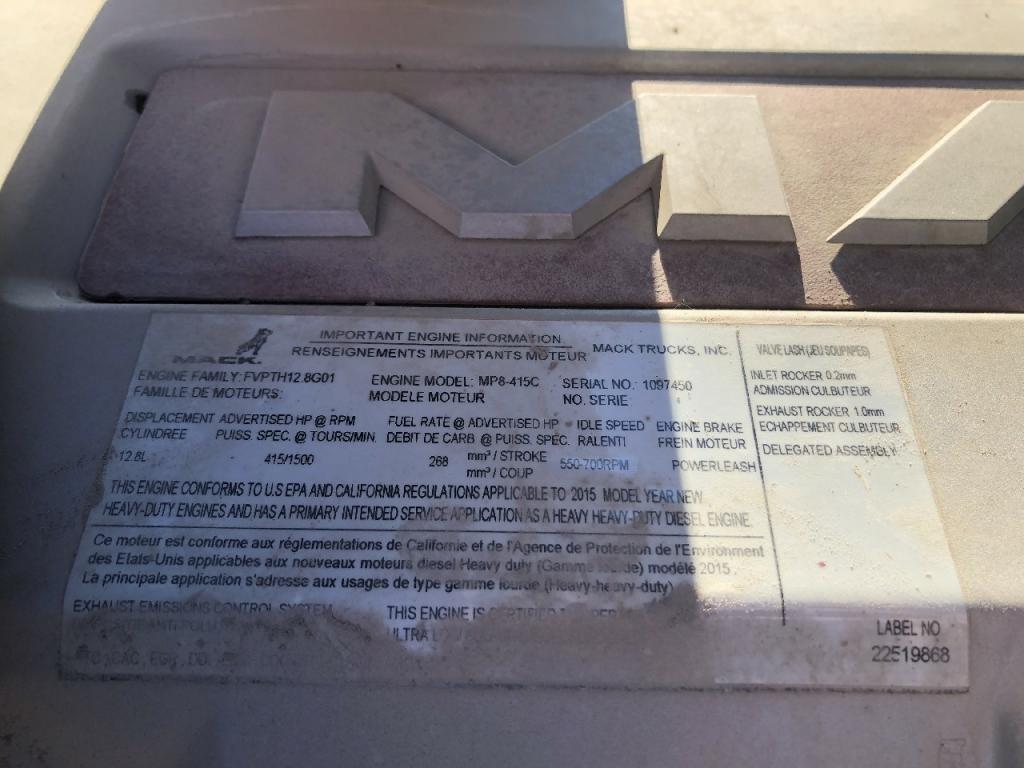 M
MACK
IMPORTANT ENGINE INFORMATION
RENSEIGNEMENTS IMPORTANTS MOTEUR
MACK TRUCKS, INC.
ENGINE FAMILY: FVPTH12.8G01
FAMILLE DE MOTEURS:
ENGINE MODEL: MP8-415C
MODELE MOTEUR
SERIAL NO.: 1097450
NO. SERIE
DISPLACEMENT ADVERTISED HP @ RPM FUEL RATE @ ADVERTISED HP IDLE SPEED ENGINE BRAKE
CYLINDREE PUISS. SPEC. @ TOURS/MIN. DEBIT DE CARB @ PUISS. SPEC. RALENTI FREIN MOTEUR
12.8L 415/1500 268 mm³ / STROKE 550-700RPM POWERLEASH
mm³ / COUP
THIS ENGINE CONFORMS TO U.S EPA AND CALIFORNIA REGULATIONS APPLICABLE TO 2015 MODEL YEAR NEW
HEAVY-DUTY ENGINES AND HAS A PRIMARY INTENDED SERVICE APPLICATION AS A HEAVY HEAVY-DUTY DIESEL ENGINE.
Ce moteur est conforme aux réglementations de Californie et de l'Agence de Protection de l'Environment
des Etats-Unis applicables aux nouveaux moteurs diesel Heavy duty (Gamme lourde) modélé 2015.
La principale application s'adresse aux usages de type gamme lourde (Heavy-heavy-duty)
EXHAUST EMISSIONS CONTROL SYSTEM
THIS ENGINE IS CERTIFIED
ULTRA
CAC, EGR, DD
VALVE LASH (JEU SOUPAPES)
INLET ROCKER 0.2mm
ADMISSION CULBUTEUR
EXHAUST ROCKER 1.0mm
ECHAPPEMENT CULBUTEUR
DELEGATED ASSEMBLY
LABEL NO
22519868